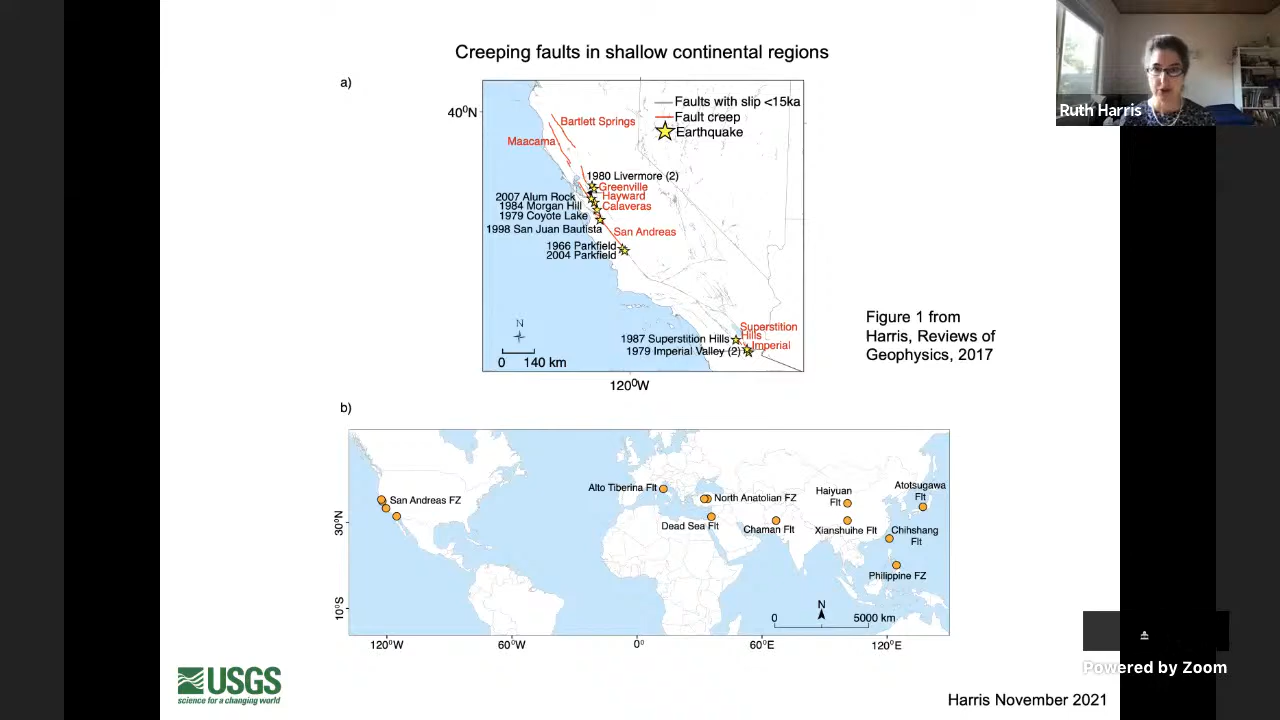 Creeping faults in shallow continental regions
a)
40⁰N
Faults with slip <15ka
Fault creep
Earthquake
Bartlett Springs
Maacama
1980 Livermore (2)
Greenville
2007 Alum Rock
Hayward
1984 Morgan Hill
Calaveras
1979 Coyote Lake
1998 San Juan Bautista
San Andreas
1966 Parkfield
2004 Parkfield
Superstition
Hills
1987 Superstition Hills
Imperial
1979 Imperial Valley (2)
N
0 140 km
120⁰W
Figure 1 from
Harris, Reviews of
Geophysics, 2017
b)
San Andreas FZ
Alto Tiberina Flt
North Anatolian FZ
Dead Sea Flt
Chaman Flt
Haiyuan
Flt
Xianshuihe Flt
Atotsugawa
Flt
Chihshang
Flt
Philippine FZ
30⁰N
10⁰S
N
0 5000 km
120⁰W 60⁰W 0⁰ 60⁰E 120⁰E
USGS
science for a changing world
Harris November 2021
Ruth Harris
Powered by Zoom